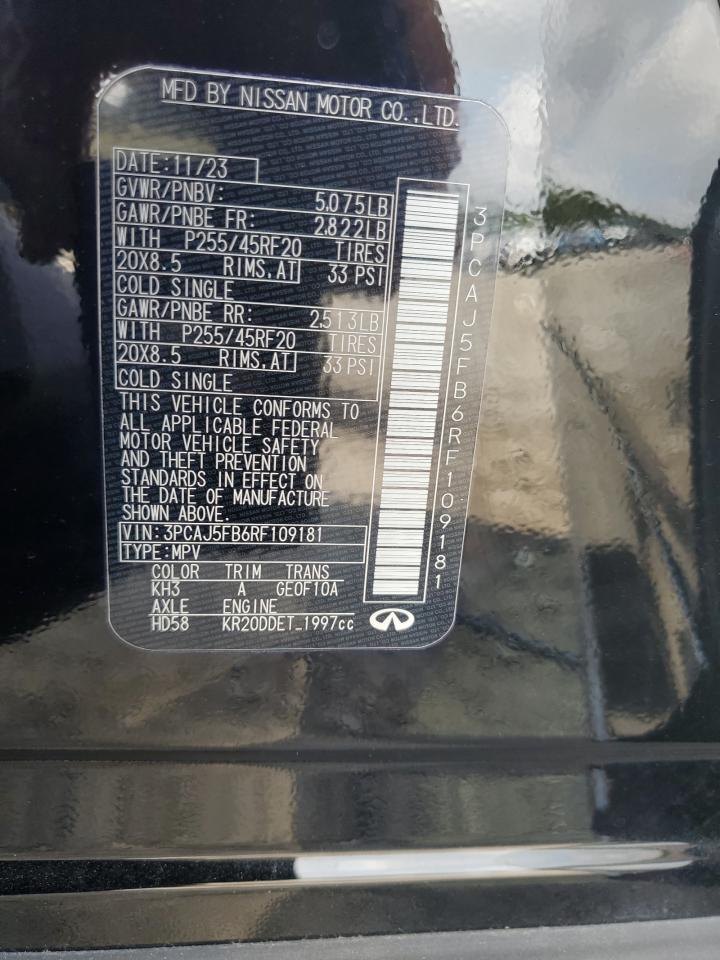 MFD BY NISSAN MOTOR CO.,LTD.
DATE:11/23
GVWR/PNBV: 5.075LB
GAWR/PNBE FR: 2.822LB
WITH P255/45RF20 TIRES
20X8.5 RIMS,AT 33 PSI
COLD SINGLE
GAWR/PNBE RR: 2.513LB
WITH P255/45RF20 TIRES
20X8.5 RIMS,AT 33 PSI
COLD SINGLE
THIS VEHICLE CONFORMS TO
ALL APPLICABLE FEDERAL
MOTOR VEHICLE SAFETY
AND THEFT PREVENTION
STANDARDS IN EFFECT ON
THE DATE OF MANUFACTURE
SHOWN ABOVE.
VIN: 3PCAJ5FB6RF109181
TYPE:MPV
COLOR TRIM TRANS
KH3 A GE0F10A
AXLE ENGINE
HD58 KR20DDET_1997cc
3PCAJ5FB6RF109181